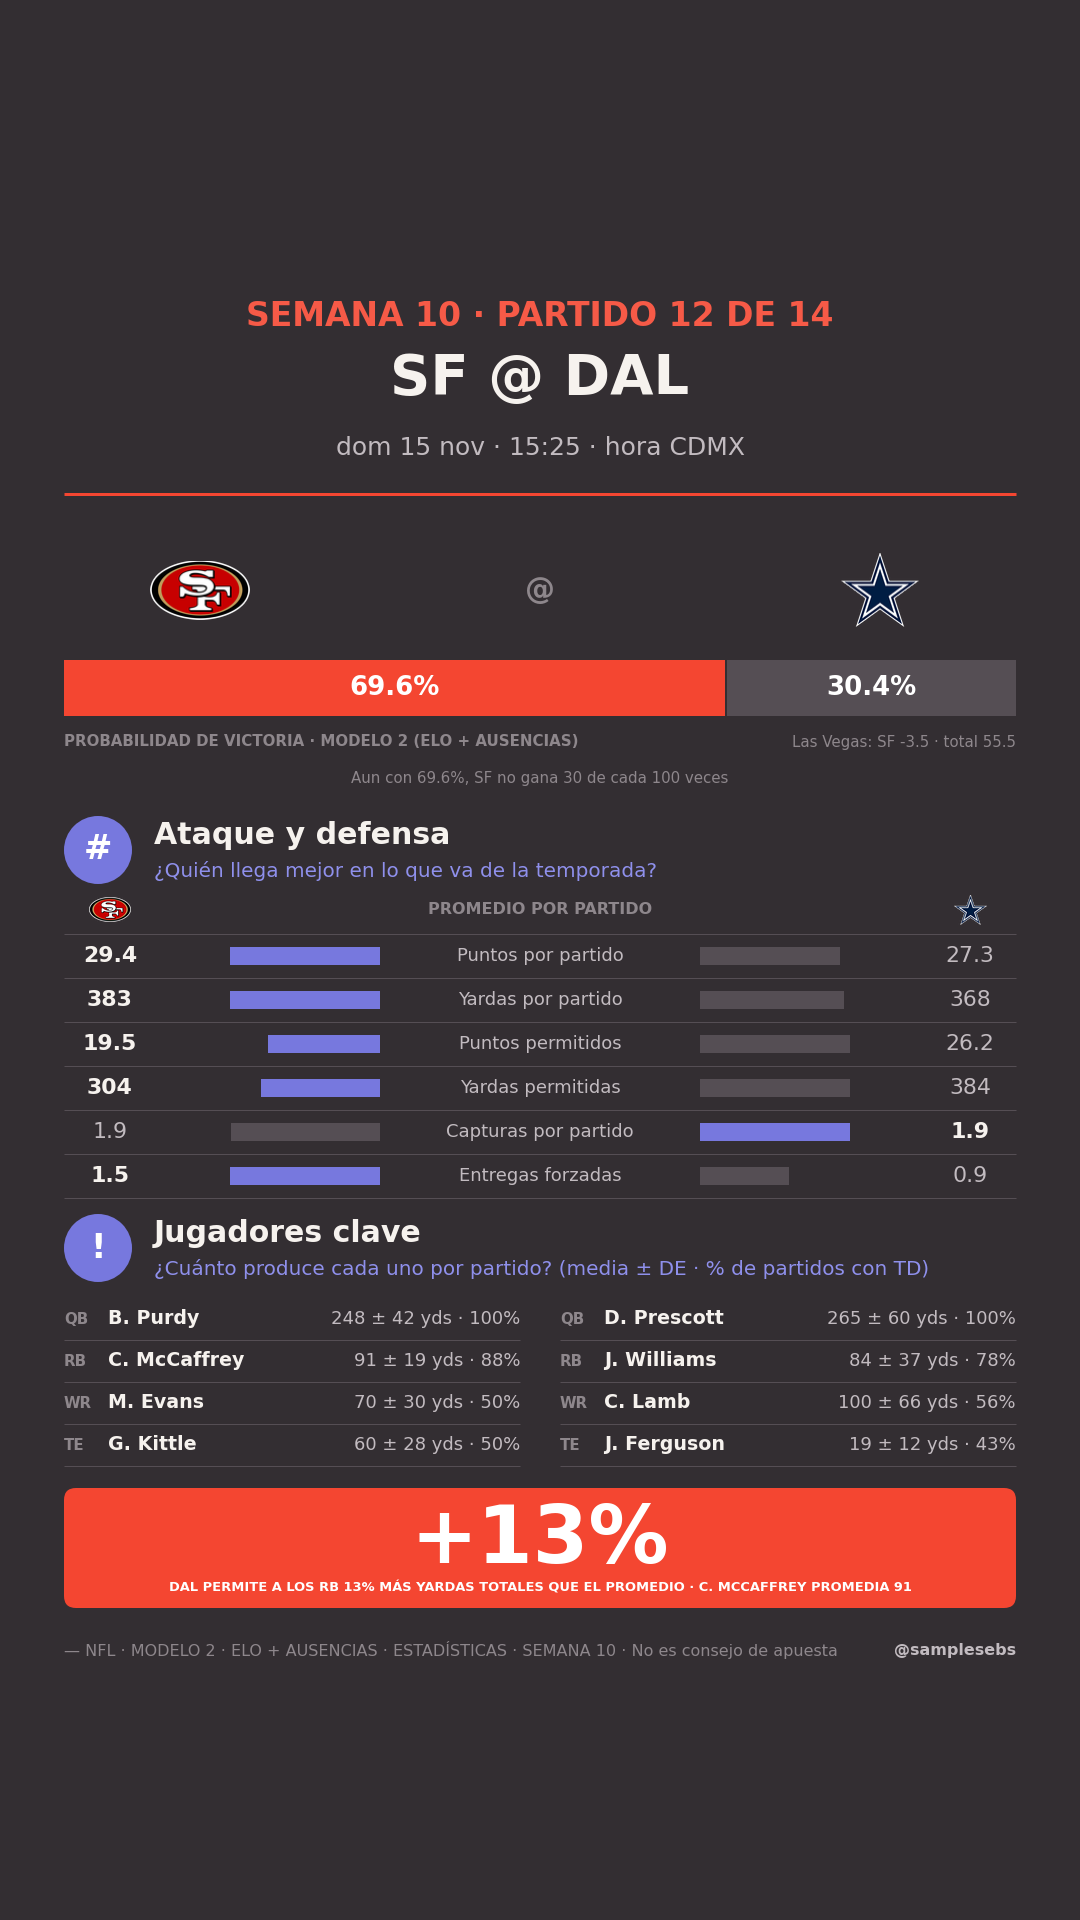 SEMANA 10 · PARTIDO 12 DE 14
SF @ DAL
dom 15 nov · 15:25 · hora CDMX
SF @
69.6% 30.4%
PROBABILIDAD DE VICTORIA · MODELO 2 (ELO + AUSENCIAS) Las Vegas: SF -3.5 · total 55.5
Aun con 69.6%, SF no gana 30 de cada 100 veces
# Ataque y defensa
¿Quién llega mejor en lo que va de la temporada?
SF PROMEDIO POR PARTIDO
29.4 Puntos por partido 27.3
383 Yardas por partido 368
19.5 Puntos permitidos 26.2
304 Yardas permitidas 384
1.9 Capturas por partido 1.9
1.5 Entregas forzadas 0.9
! Jugadores clave
¿Cuánto produce cada uno por partido? (media ± DE · % de partidos con TD)
QB B. Purdy 248 ± 42 yds · 100% QB D. Prescott 265 ± 60 yds · 100%
RB C. McCaffrey 91 ± 19 yds · 88% RB J. Williams 84 ± 37 yds · 78%
WR M. Evans 70 ± 30 yds · 50% WR C. Lamb 100 ± 66 yds · 56%
TE G. Kittle 60 ± 28 yds · 50% TE J. Ferguson 19 ± 12 yds · 43%
+13%
DAL PERMITE A LOS RB 13% MÁS YARDAS TOTALES QUE EL PROMEDIO · C. MCCAFFREY PROMEDIA 91
— NFL · MODELO 2 · ELO + AUSENCIAS · ESTADÍSTICAS · SEMANA 10 · No es consejo de apuesta @samplesebs